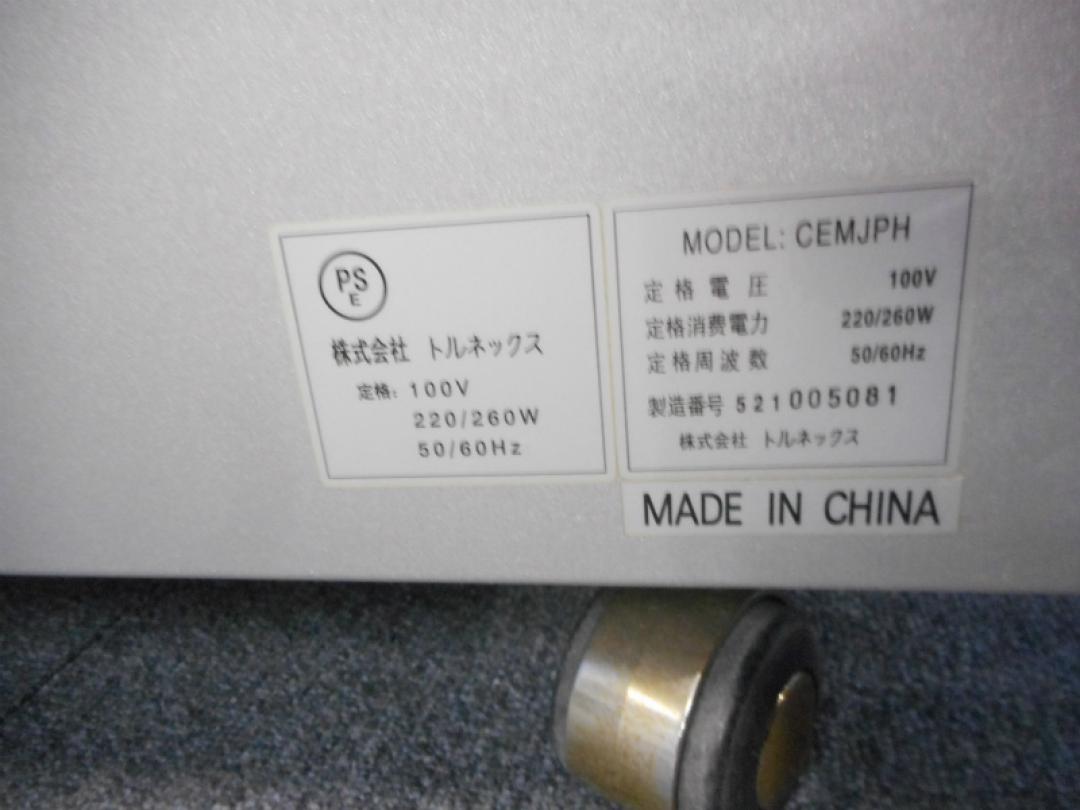 PS
E
株式会社 トルネックス
定格: 100V
220/260W
50/60Hz
MODEL: CEMJPH
定格電圧 100V
定格消費電力 220/260W
定格周波数 50/60Hz
製造番号 521005081
株式会社 トルネックス
MADE IN CHINA